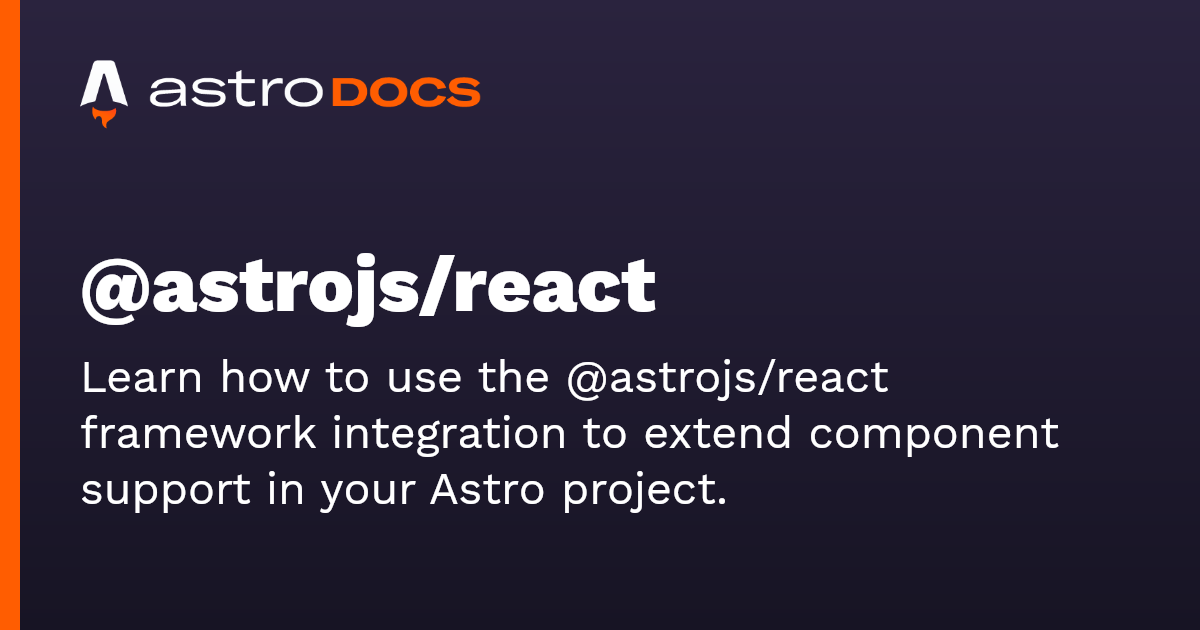 astro DOCS
@astrojs/react
Learn how to use the @astrojs/react
framework integration to extend component
support in your Astro project.